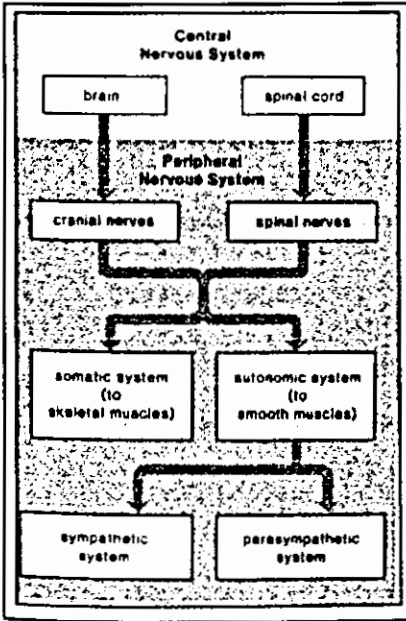 Central
Nervous System
brain
spinal cord
Peripheral
Nervous System
cranial nerves
spinal nerves
somatic system
(to
skeletal muscles)
autonomic system
(to
smooth muscles)
sympathetic
system
parasympathetic
system